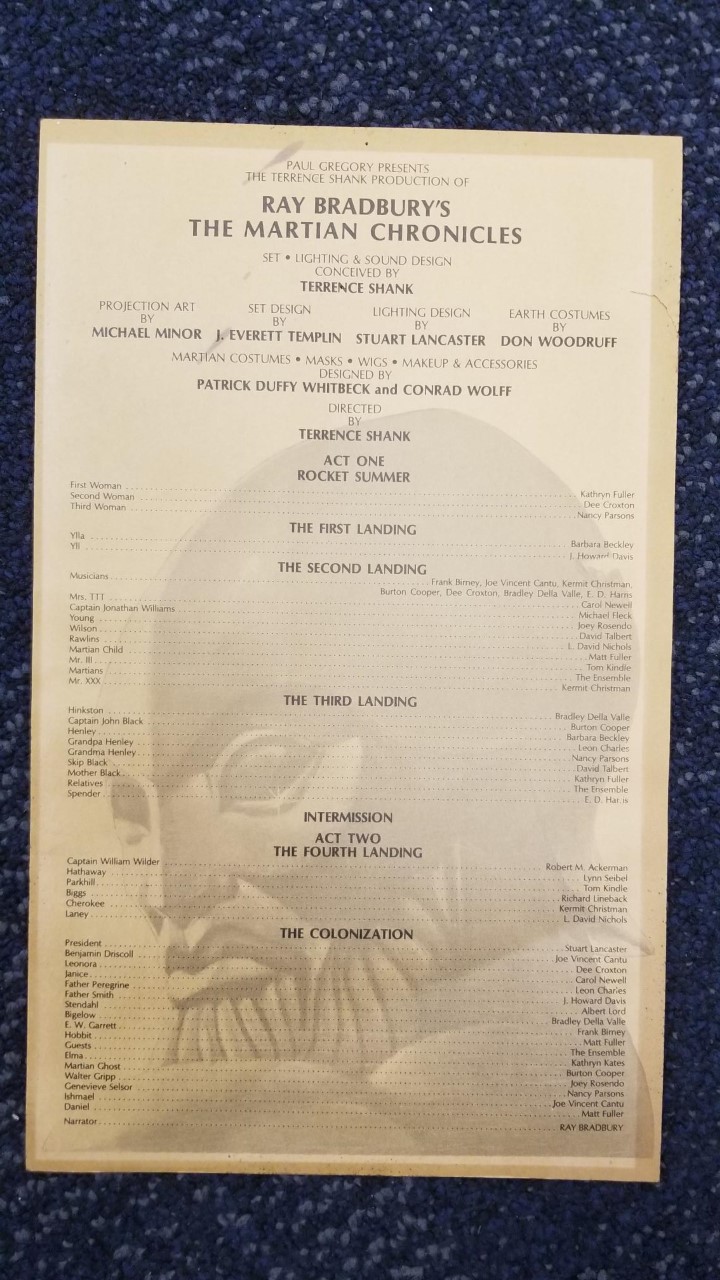 PAUL GREGORY PRESENTS
THE TERRENCE SHANK PRODUCTION OF
RAY BRADBURY'S
THE MARTIAN CHRONICLES
SET • LIGHTING & SOUND DESIGN
CONCEIVED BY
TERRENCE SHANK
PROJECTION ART SET DESIGN LIGHTING DESIGN EARTH COSTUMES
BY BY BY BY
MICHAEL MINOR J. EVERETT TEMPLIN STUART LANCASTER DON WOODRUFF
MARTIAN COSTUMES • MASKS • WIGS • MAKEUP & ACCESSORIES
DESIGNED BY
PATRICK DUFFY WHITBECK and CONRAD WOLFF
DIRECTED
BY
TERRENCE SHANK
ACT ONE
ROCKET SUMMER
First Woman Kathryn Fuller
Second Woman Dee Croxton
Third Woman Nancy Parsons
THE FIRST LANDING
Ylla Barbara Beckley
Yll J. Howard Davis
THE SECOND LANDING
Musicians Frank Birney, Joe Vincent Cantu, Kermit Christman,
Burton Cooper, Dee Croxton, Bradley Della Valle, E. D. Harris
Mrs. TTT Carol Newell
Captain Jonathan Williams Michael Fleck
Young Joey Rosendo
Wilson David Talbert
Rawlins L. David Nichols
Martian Child Matt Fuller
Mr. III Tom Kindle
Martians The Ensemble
Mr. XXX Kermit Christman
THE THIRD LANDING
Hinkston Bradley Della Valle
Captain John Black Burton Cooper
Henley Barbara Beckley
Grandpa Henley Leon Charles
Grandma Henley Nancy Parsons
Skip Black David Talbert
Mother Black Kathryn Fuller
Relatives The Ensemble
Spender E. D. Harris
INTERMISSION
ACT TWO
THE FOURTH LANDING
Captain William Wilder Robert M. Ackerman
Hathaway Lynn Seibel
Parkhill Tom Kindle
Biggs Richard Lineback
Cherokee Kermit Christman
Laney L. David Nichols
THE COLONIZATION
President Stuart Lancaster
Benjamin Driscoll Joe Vincent Cantu
Leonora Dee Croxton
Janice Carol Newell
Father Peregrine Leon Charles
Father Smith J. Howard Davis
Stendahl Albert Lord
Bigelow Bradley Della Valle
E. W. Garrett Frank Birney
Hobbit Matt Fuller
Guests The Ensemble
Elma Kathryn Kates
Martian Ghost Burton Cooper
Walter Gripp Joey Rosendo
Genevieve Selsor Nancy Parsons
Ishmael Joe Vincent Cantu
Daniel Matt Fuller
Narrator RAY BRADBURY